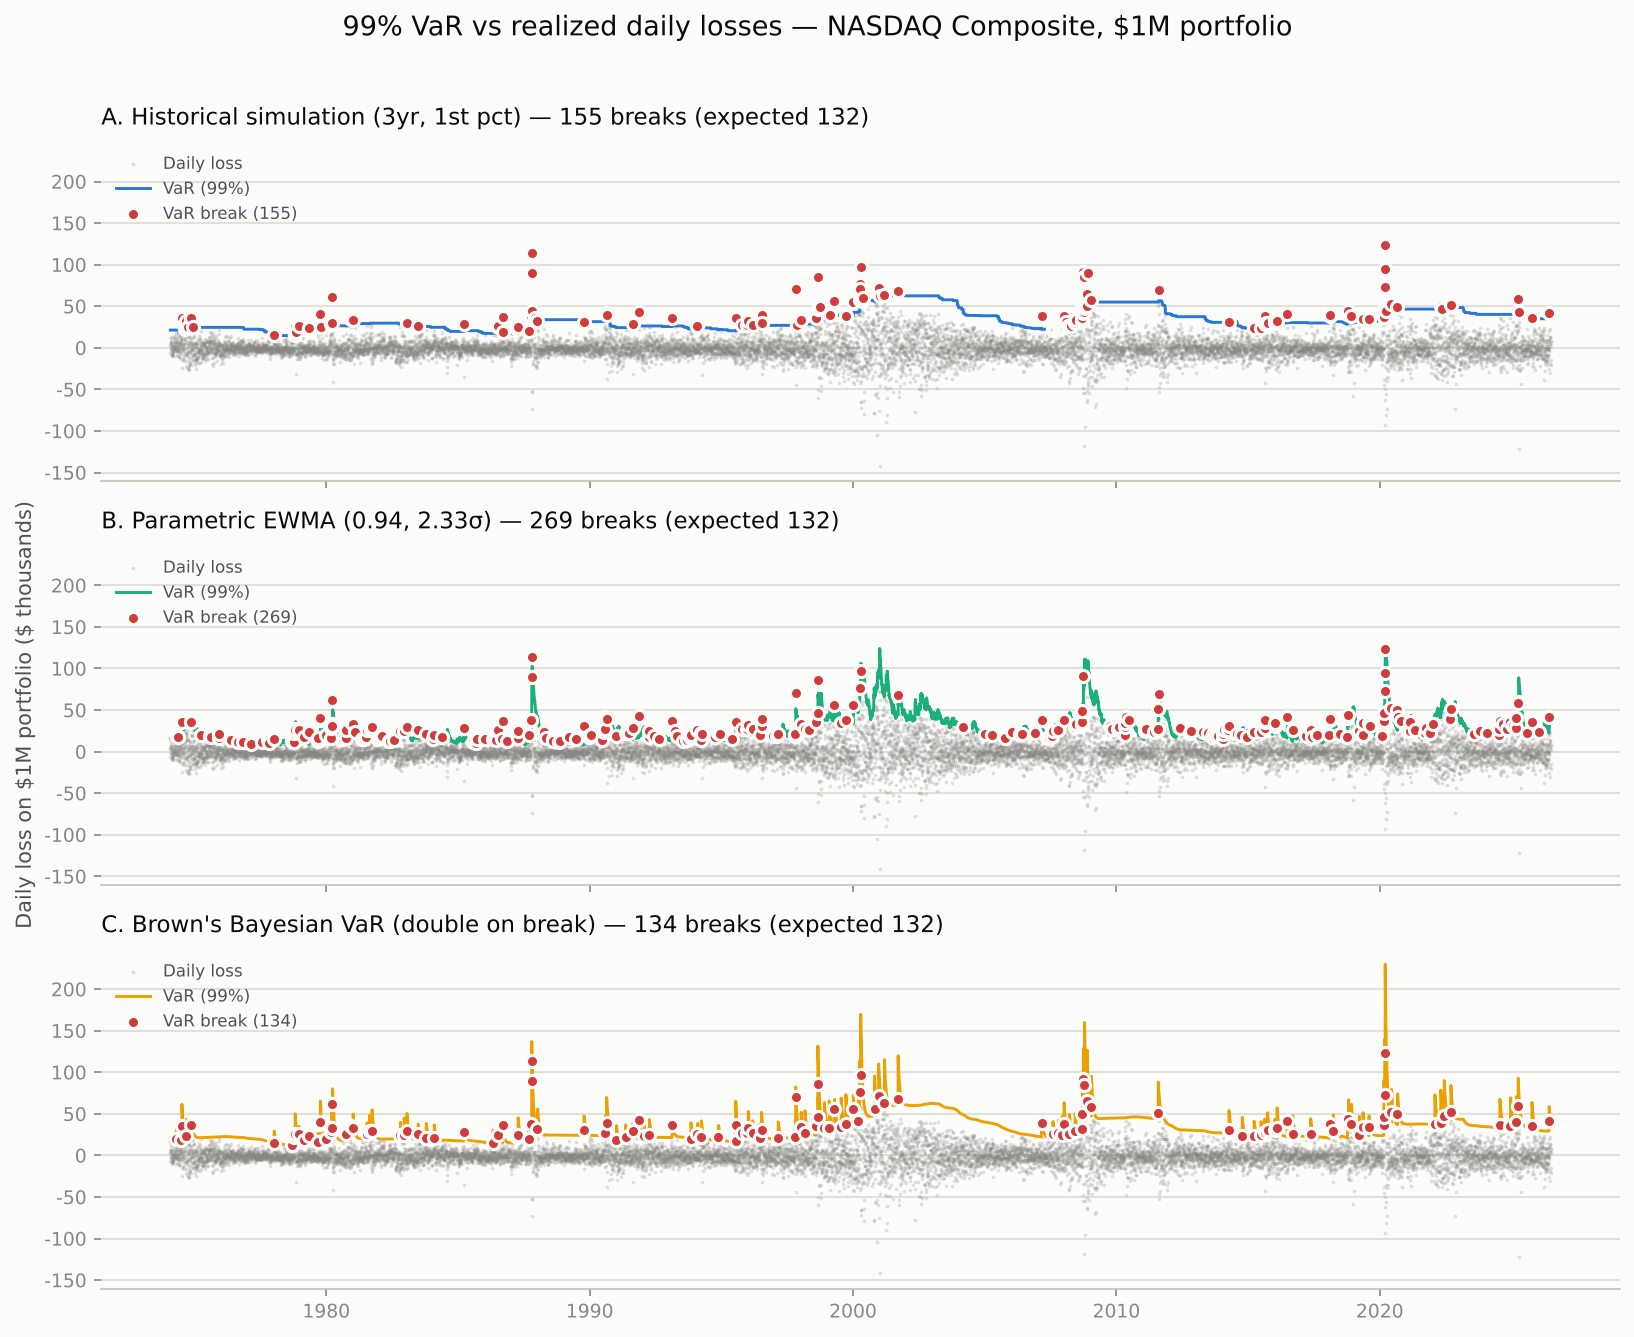 99% VaR vs realized daily losses — NASDAQ Composite, $1M portfolio
Daily loss on $1M portfolio ($ thousands)
A. Historical simulation (3yr, 1st pct) — 155 breaks (expected 132)
Daily loss
VaR (99%)
VaR break (155)
200
150
100
50
0
-50
-100
-150
B. Parametric EWMA (0.94, 2.33σ) — 269 breaks (expected 132)
Daily loss
VaR (99%)
VaR break (269)
200
150
100
50
0
-50
-100
-150
C. Brown's Bayesian VaR (double on break) — 134 breaks (expected 132)
Daily loss
VaR (99%)
VaR break (134)
200
150
100
50
0
-50
-100
-150
1980 1990 2000 2010 2020